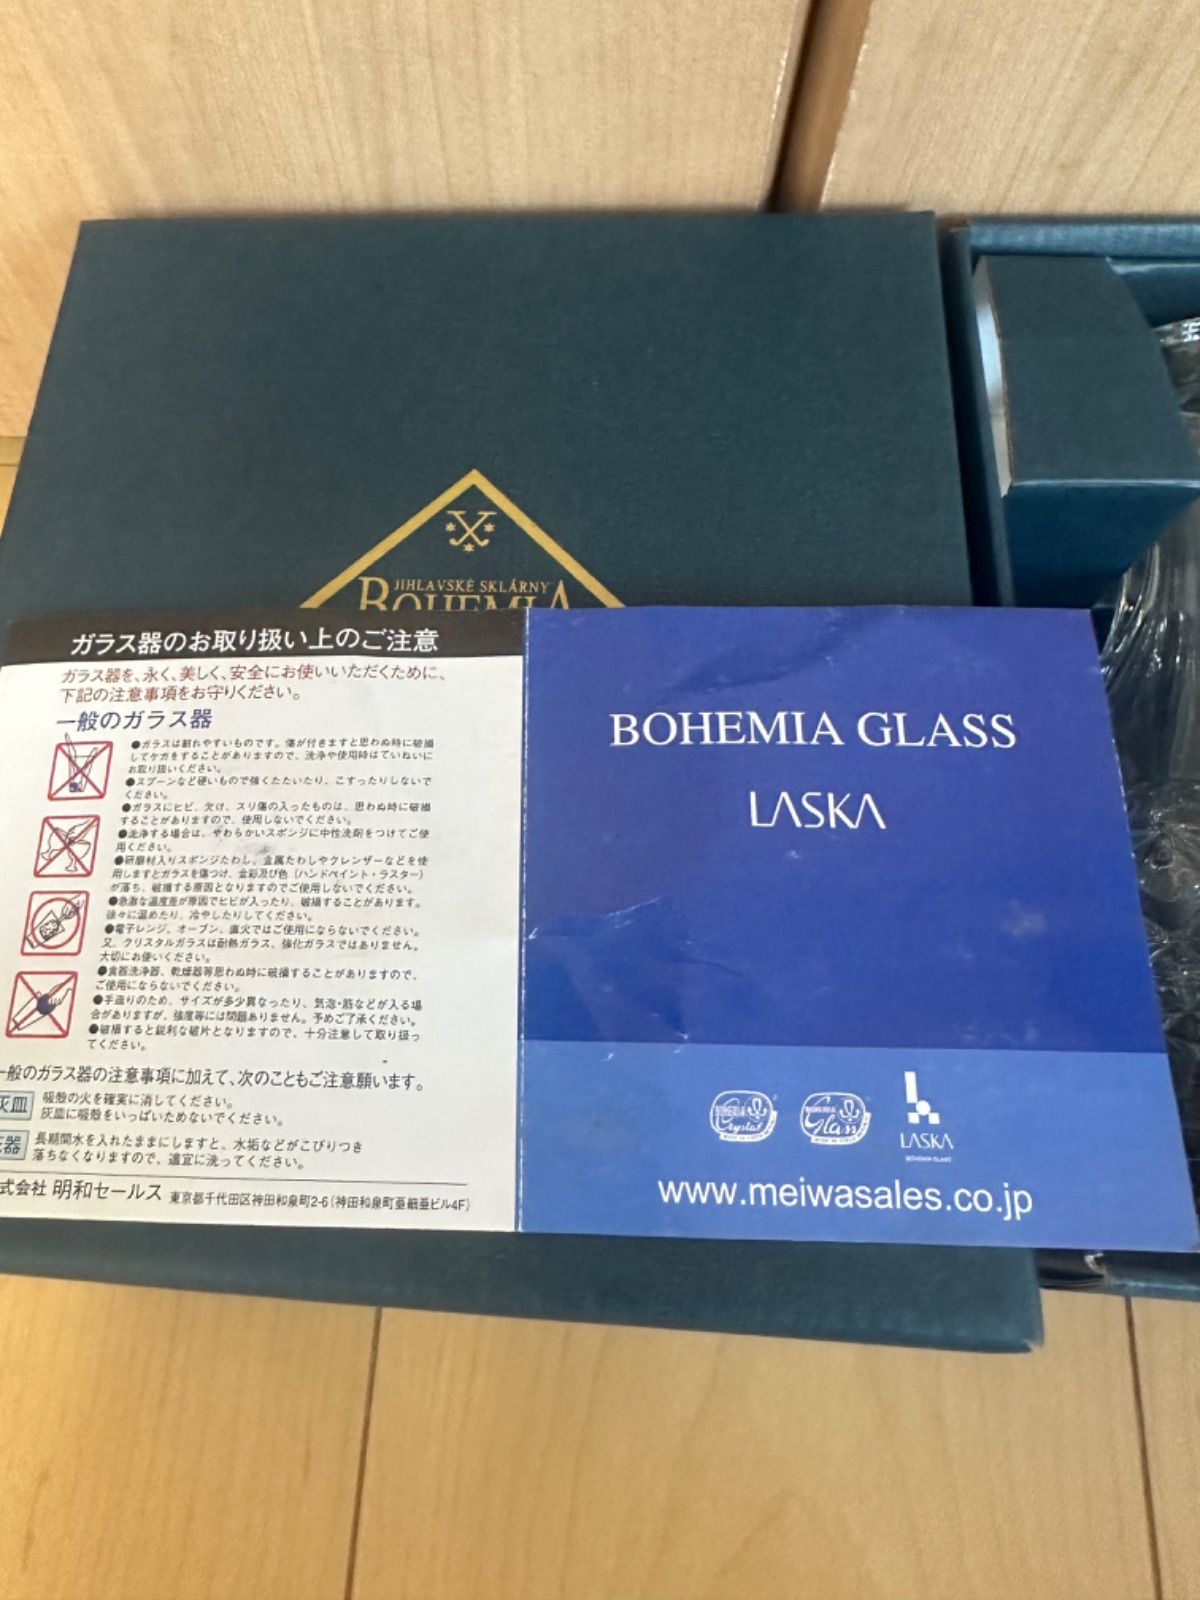 JIHLAVSKÉ SKLÁRNY
BOHEMIA
ガラス器のお取り扱い上のご注意
ガラス器を、永く、美しく、安全にお使いいただくために、
下記の注意事項をお守りください。
一般のガラス器
●ガラスは割れやすいものです。傷が付きますと思わぬ時に破損
してケガをすることがありますので、洗浄や使用時はていねいに
お取り扱いください。
●スプーンなど硬いもので強くたたいたり、こすったりしないで
ください。
●ガラスにヒビ、欠け、スリ傷の入ったものは、思わぬ時に破損
することがありますので、使用しないでください。
●洗浄する場合は、やわらかいスポンジに中性洗剤をつけてご使
用ください。
●研磨材入りスポンジたわし、金属たわしやクレンザーなどを使
用しますとガラスを傷つけ、金彩及び色（ハンドペイント・ラスター）
が落ち、破損する原因となりますのでご使用しないでください。
●急激な温度差が原因でヒビが入ったり、破損することがあります。
徐々に温めたり、冷やしたりしてください。
●電子レンジ、オーブン、直火ではご使用にならないでください。
又、クリスタルガラスは耐熱ガラス、強化ガラスではありません。
大切にお使いください。
●食器洗浄器、乾燥器等思わぬ時に破損することがありますので、
ご使用にならないでください。
●手造りのため、サイズが多少異なったり、気泡・筋などが入る場
合がありますが、強度等には問題ありません。予めご了承ください。
●破損すると鋭利な破片となりますので、十分注意して取り扱っ
てください。
一般のガラス器の注意事項に加えて、次のこともご注意願います。
灰皿 吸殻の火を確実に消してください。
灰皿に吸殻をいっぱいためないでください。
器 長期間水を入れたままにしますと、水垢などがこびりつき
落ちなくなりますので、適宜に洗ってください。
式会社 明和セールス 東京都千代田区神田和泉町2-6（神田和泉町亜細亜ビル4F）
BOHEMIA GLASS
LASKA
BOHEMIA
Crystal
BOHEMIA
Glass
LASKA
BOHEMIA GLASS
www.meiwasales.co.jp